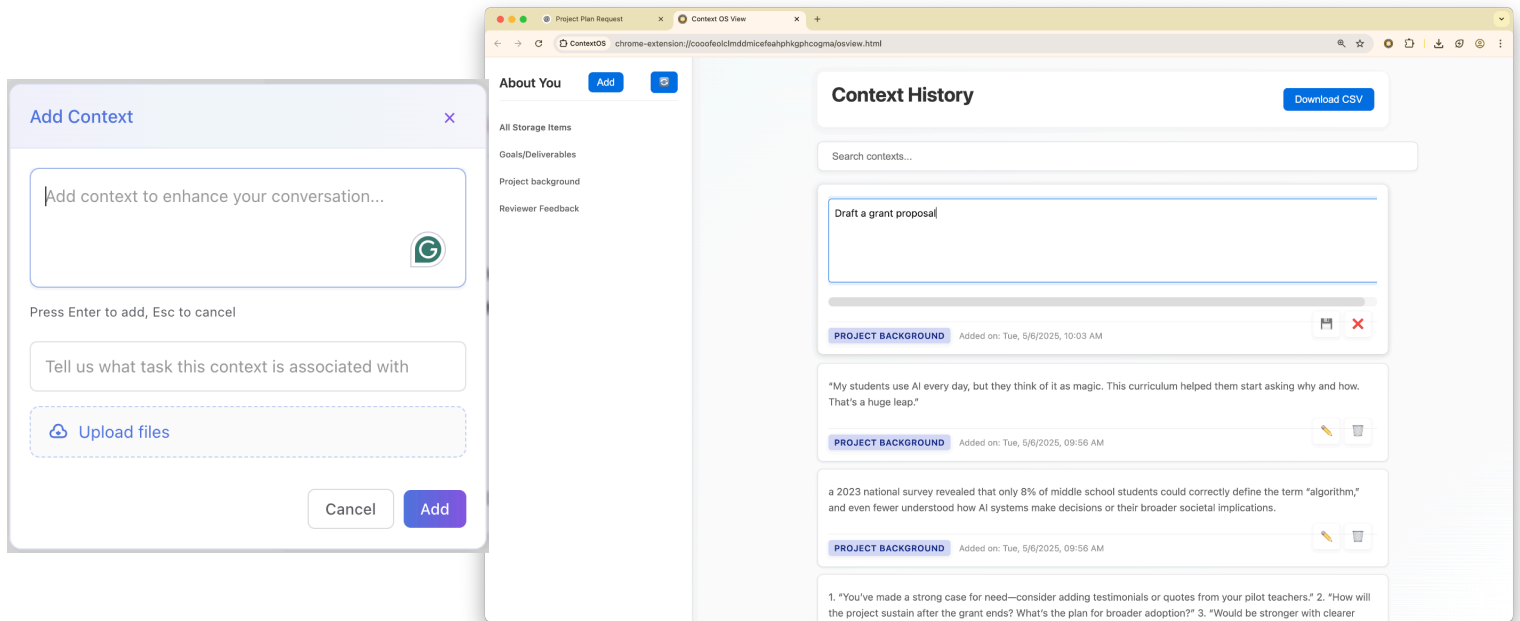 Add Context
×
Add context to enhance your conversation...
Press Enter to add, Esc to cancel
Tell us what task this context is associated with
Upload files
Cancel
Add
Project Plan Request
Context OS View
ContextOS
chrome-extension://cooofeolclmddmicefeahphkgphcogma/osview.html
About You
Add
All Storage Items
Goals/Deliverables
Project background
Reviewer Feedback
Context History
Download CSV
Search contexts...
Draft a grant proposal
PROJECT BACKGROUND Added on: Tue, 5/6/2025, 10:03 AM
“My students use AI every day, but they think of it as magic. This curriculum helped them start asking why and how.
That’s a huge leap.”
PROJECT BACKGROUND Added on: Tue, 5/6/2025, 09:56 AM
a 2023 national survey revealed that only 8% of middle school students could correctly define the term “algorithm,”
and even fewer understood how AI systems make decisions or their broader societal implications.
PROJECT BACKGROUND Added on: Tue, 5/6/2025, 09:56 AM
1. “You’ve made a strong case for need—consider adding testimonials or quotes from your pilot teachers.” 2. “How will
the project sustain after the grant ends? What’s the plan for broader adoption?” 3. “Would be stronger with clearer